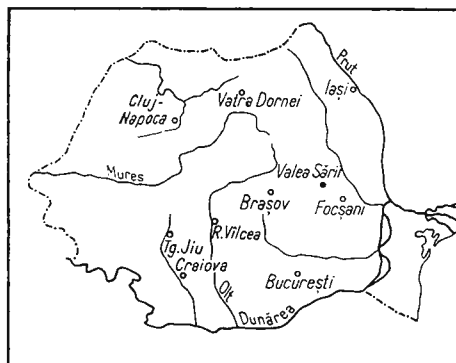 Prut
Iași
Cluj-
Napoca
Vatra Dornei
Mureș
Valea Sării
Brașov
Focșani
R. Vîlcea
Tg. Jiu
Craiova
Olt
București
Dunărea